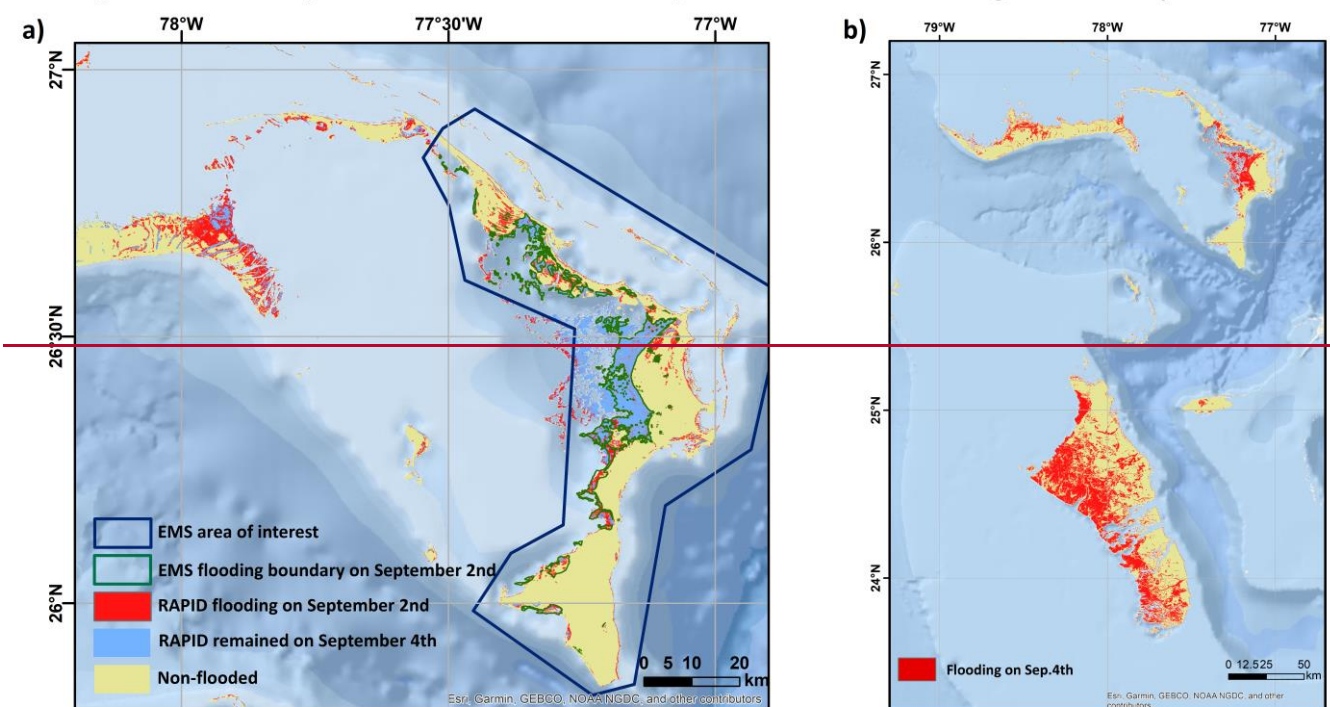 a)
78°W
77°30'W
77°W
27°N
26°30'N
26°N
EMS area of interest
EMS flooding boundary on September 2nd
RAPID flooding on September 2nd
RAPID remained on September 4th
Non-flooded
0 5 10 20
km
Esri, Garmin, GEBCO, NOAA NGDC, and other contributors
b)
79°W
78°W
77°W
27°N
26°N
25°N
24°N
Flooding on Sep.4th
0 12.525 50
km
Esri, Garmin, GEBCO, NOAA NGDC, and other
contributors